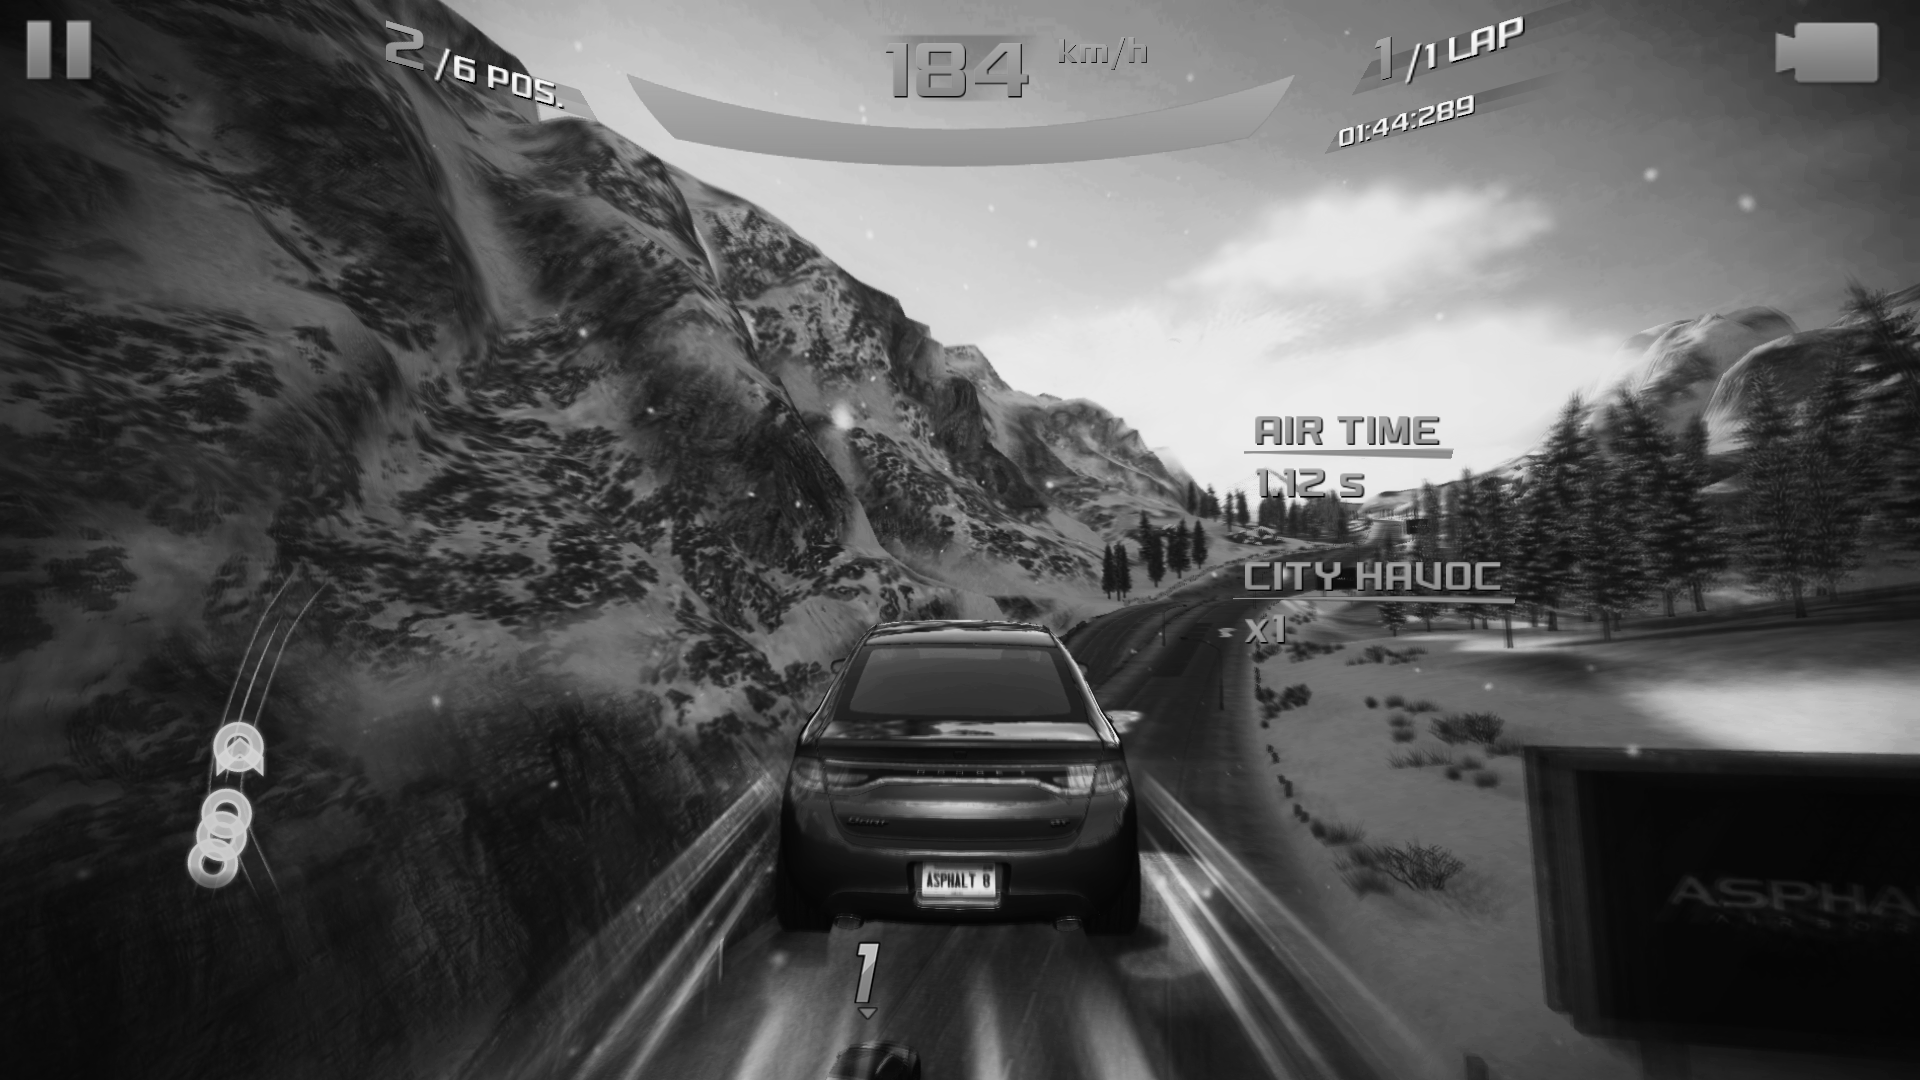 2/6 POS.
184 km/h
1/1 LAP
01:44:289
AIR TIME
1.12 s
CITY HAVOC
x1
DODGE
ASPHALT 8
1